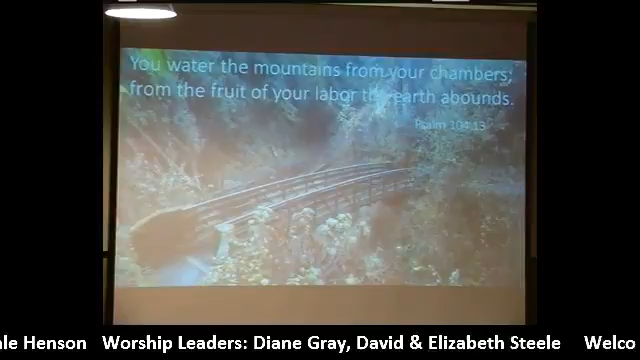 You water the mountains from your chambers;
from the fruit of your labor the earth abounds.
Psalm 104:13
ale Henson   Worship Leaders: Diane Gray, David & Elizabeth Steele   Welco